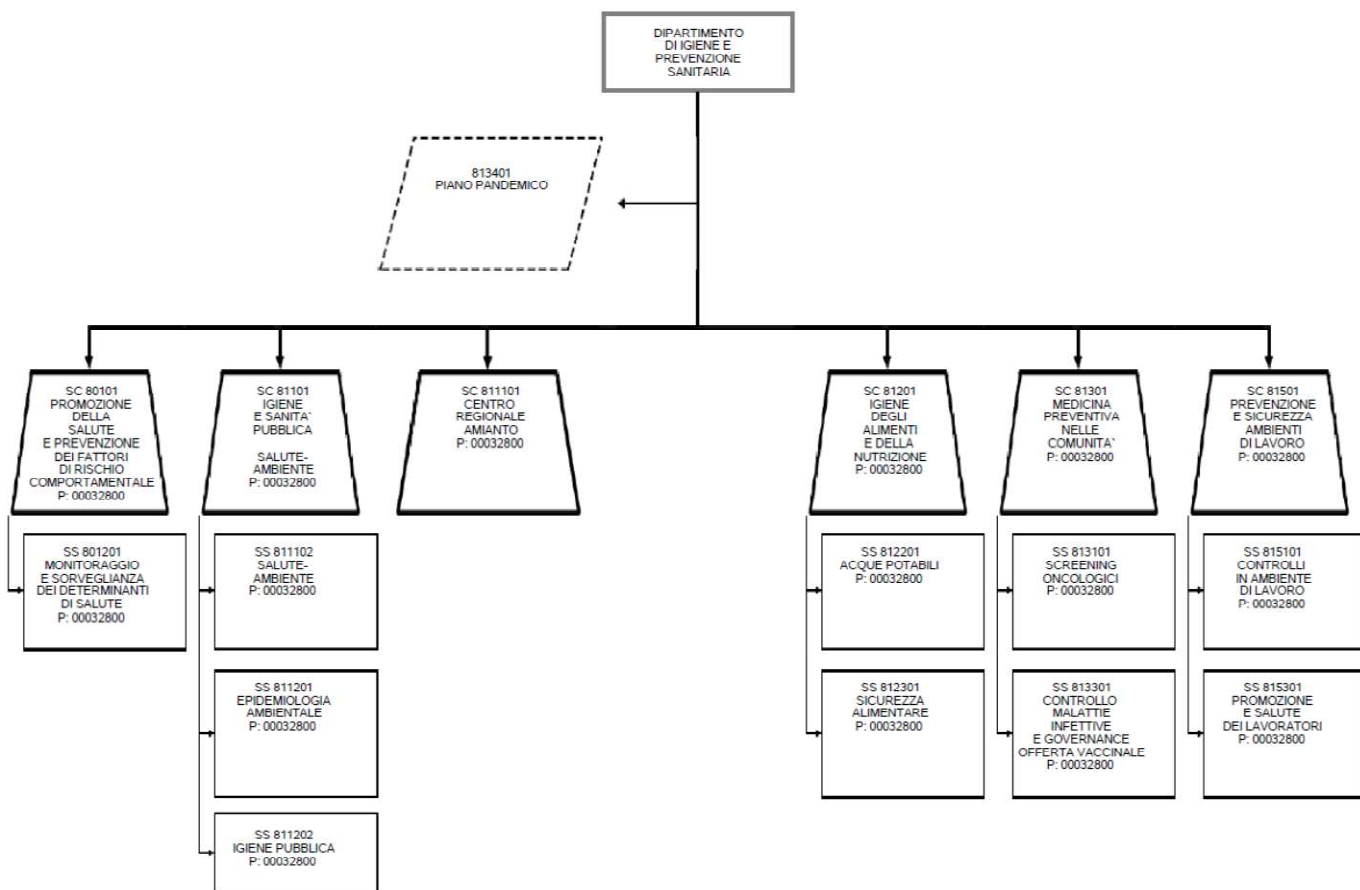 DIPARTIMENTO
DI IGIENE E
PREVENZIONE
SANITARIA
813401
PIANO PANDEMICO
SC 80101
PROMOZIONE
DELLA
SALUTE
E PREVENZIONE
DEI FATTORI
DI RISCHIO
COMPORTAMENTALE
P: 00032800
SC 81101
IGIENE
E SANITA`
PUBBLICA
SALUTE-
AMBIENTE
P: 00032800
SC 811101
CENTRO
REGIONALE
AMIANTO
P: 00032800
SC 81201
IGIENE
DEGLI
ALIMENTI
E DELLA
NUTRIZIONE
P: 00032800
SC 81301
MEDICINA
PREVENTIVA
NELLE
COMUNITA`
P: 00032800
SC 81501
PREVENZIONE
E SICUREZZA
AMBIENTI
DI LAVORO
P: 00032800
SS 801201
MONITORAGGIO
E SORVEGLIANZA
DEI DETERMINANTI
DI SALUTE
P: 00032800
SS 811102
SALUTE-
AMBIENTE
P: 00032800
SS 812201
ACQUE POTABILI
P: 00032800
SS 813101
SCREENING
ONCOLOGICI
P: 00032800
SS 815101
CONTROLLI
IN AMBIENTE
DI LAVORO
P: 00032800
SS 811201
EPIDEMIOLOGIA
AMBIENTALE
P: 00032800
SS 812301
SICUREZZA
ALIMENTARE
P: 00032800
SS 813301
CONTROLLO
MALATTIE
INFETTIVE
E GOVERNANCE
OFFERTA VACCINALE
P: 00032800
SS 815301
PROMOZIONE
E SALUTE
DEI LAVORATORI
P: 00032800
SS 811202
IGIENE PUBBLICA
P: 00032800